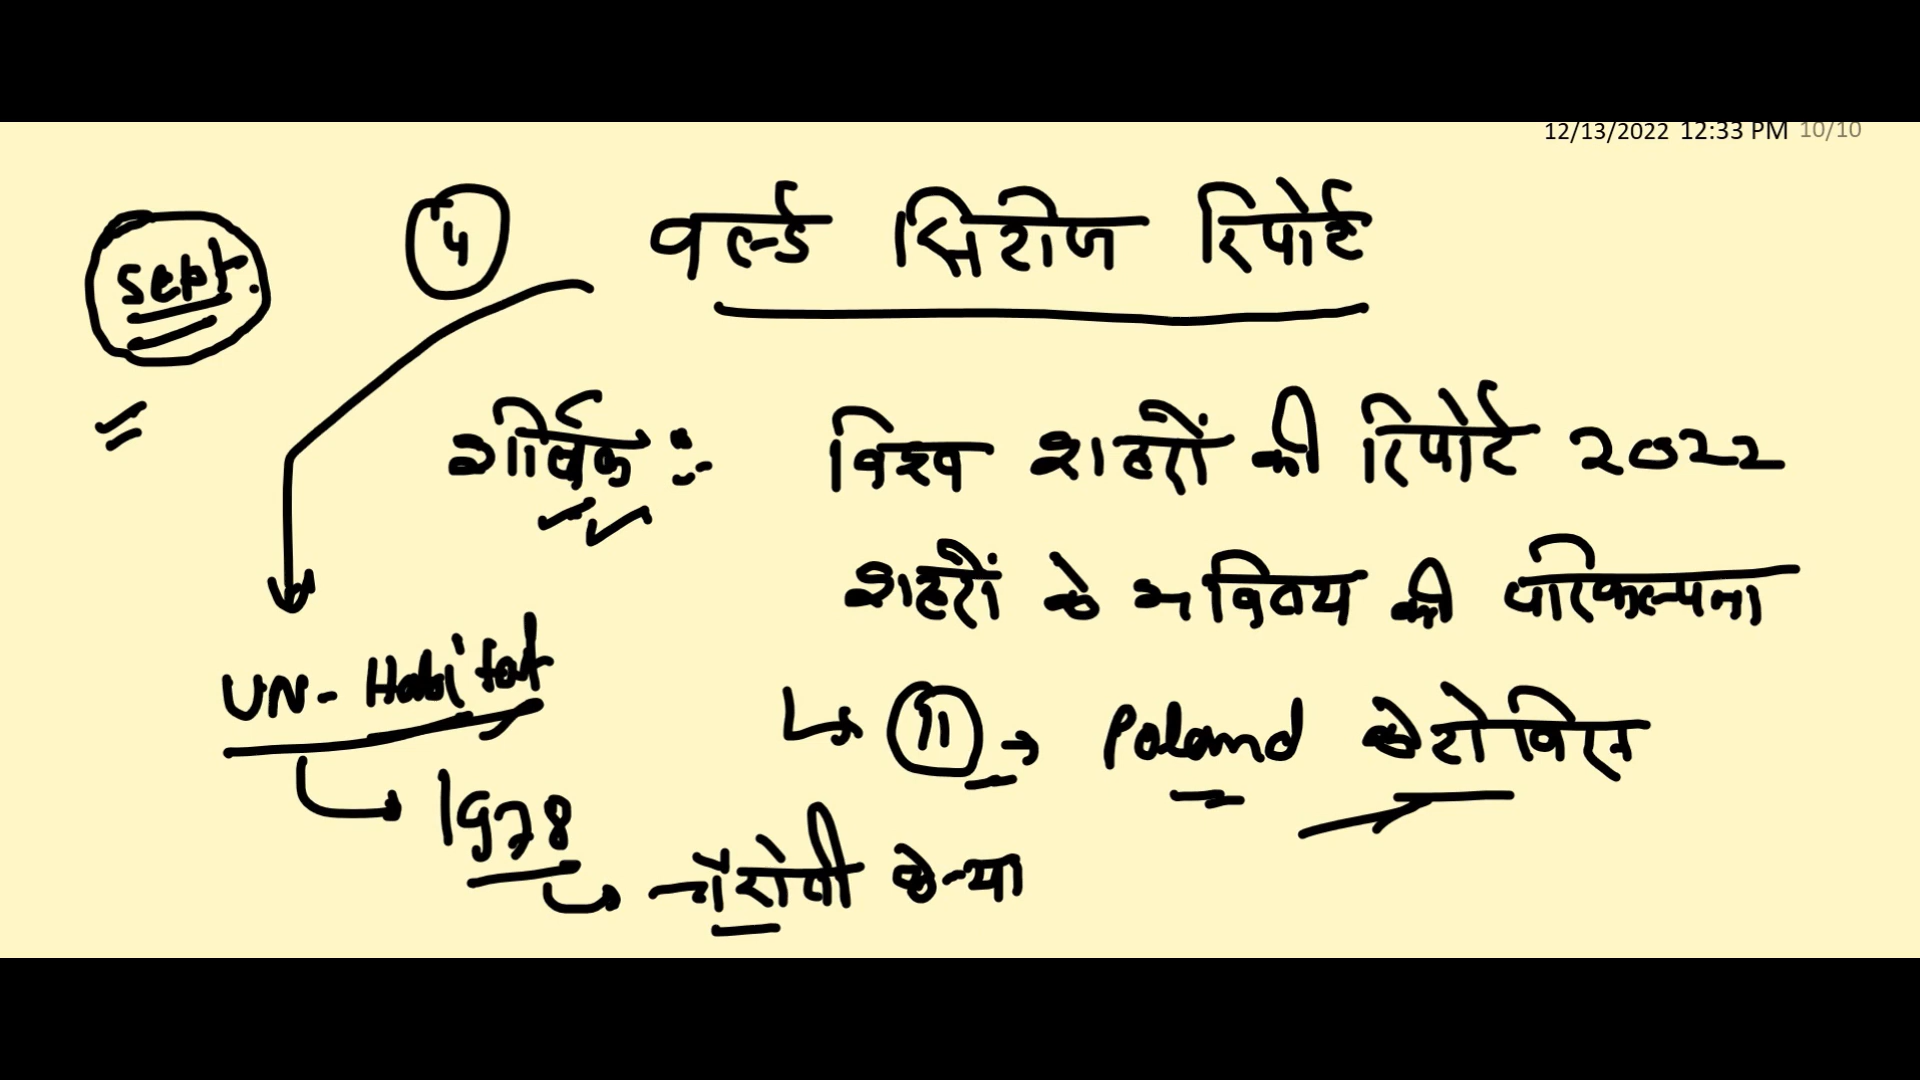 12/13/2022 12:33 PM 10/10
Sept. 5 वर्ल्ड सिरीज रिपोर्ट
शीर्षक :- विश्व शहरों की रिपोर्ट 2022
शहरों के भविष्य की परिकल्पना
UN-Habitat
11 → Poland केटोविस
1978 → नैरोबी केन्या